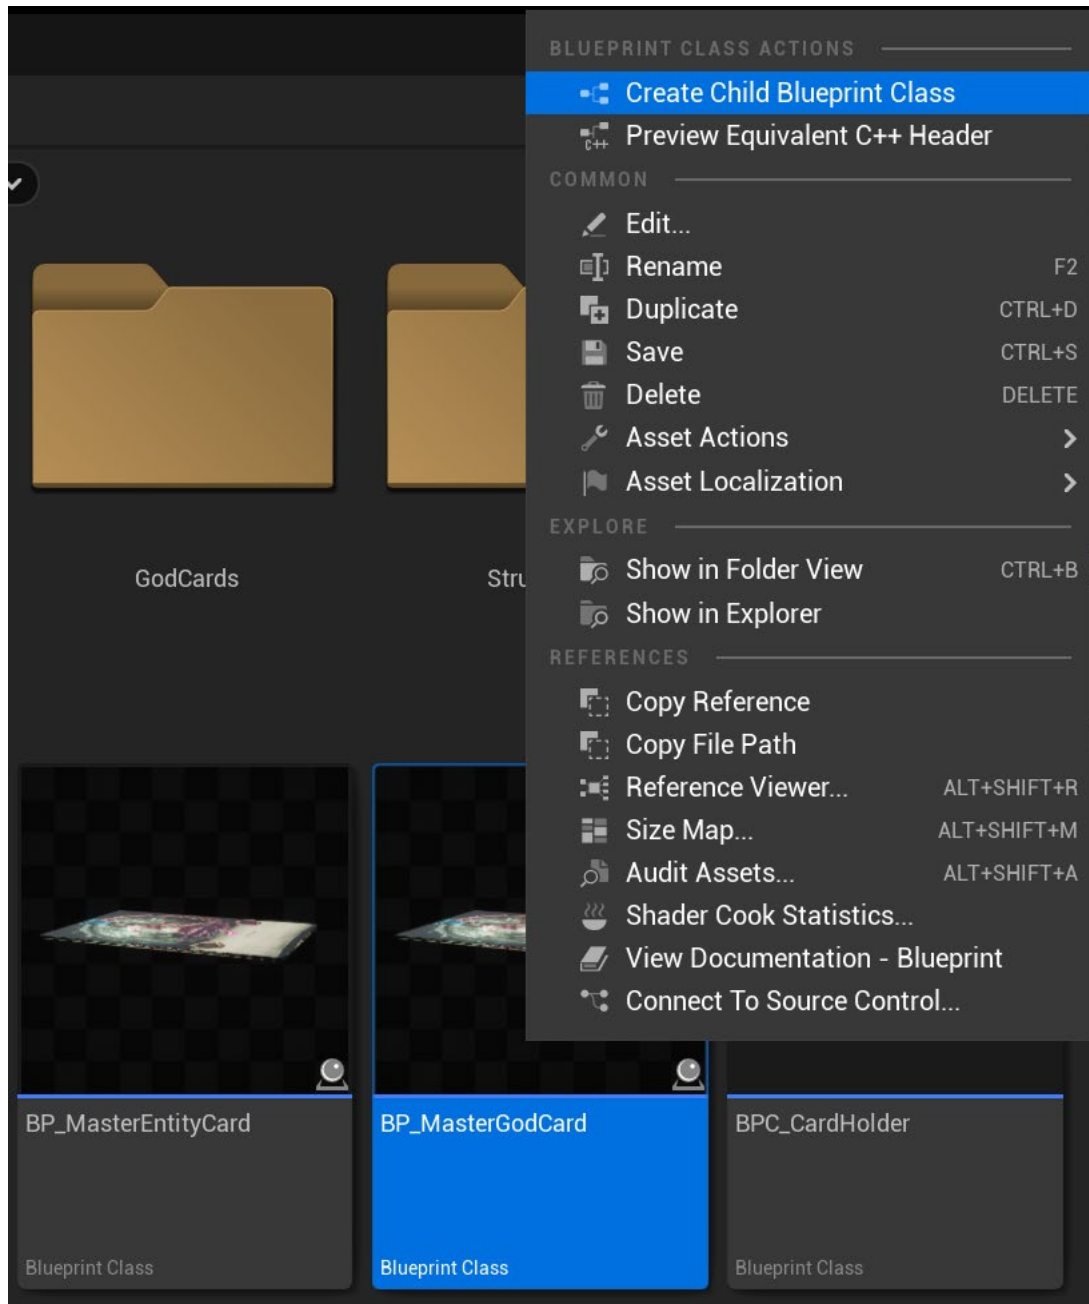 BLUEPRINT CLASS ACTIONS
Create Child Blueprint Class
C++ Preview Equivalent C++ Header
COMMON
Edit...
Rename F2
Duplicate CTRL+D
Save CTRL+S
Delete DELETE
Asset Actions
Asset Localization
EXPLORE
Show in Folder View CTRL+B
Show in Explorer
REFERENCES
Copy Reference
Copy File Path
Reference Viewer... ALT+SHIFT+R
Size Map... ALT+SHIFT+M
Audit Assets... ALT+SHIFT+A
Shader Cook Statistics...
View Documentation - Blueprint
Connect To Source Control...
GodCards
Stru
BP_MasterEntityCard
Blueprint Class
BP_MasterGodCard
Blueprint Class
BPC_CardHolder
Blueprint Class